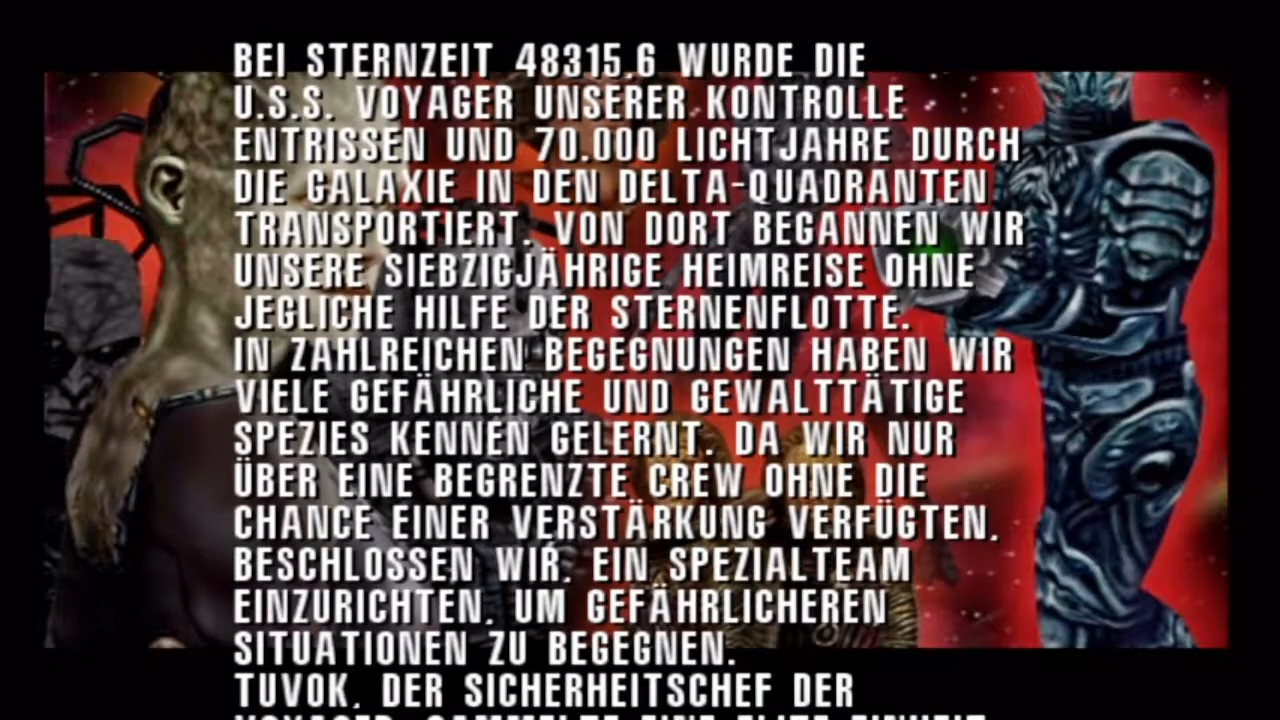 BEI STERNZEIT 48315.6 WURDE DIE
U.S.S. VOYAGER UNSERER KONTROLLE
ENTRISSEN UND 70.000 LICHTJAHRE DURCH
DIE GALAXIE IN DEN DELTA-QUADRANTEN
TRANSPORTIERT. VON DORT BEGANNEN WIR
UNSERE SIEBZIGJÄHRIGE HEIMREISE OHNE
JEGLICHE HILFE DER STERNENFLOTTE.
IN ZAHLREICHEN BEGEGNUNGEN HABEN WIR
VIELE GEFÄHRLICHE UND GEWALTTÄTIGE
SPEZIES KENNEN GELERNT. DA WIR NUR
ÜBER EINE BEGRENZTE CREW OHNE DIE
CHANCE EINER VERSTÄRKUNG VERFÜGTEN,
BESCHLOSSEN WIR, EIN SPEZIALTEAM
EINZURICHTEN, UM GEFÄHRLICHEREN
SITUATIONEN ZU BEGEGNEN.
TUVOK, DER SICHERHEITSCHEF DER